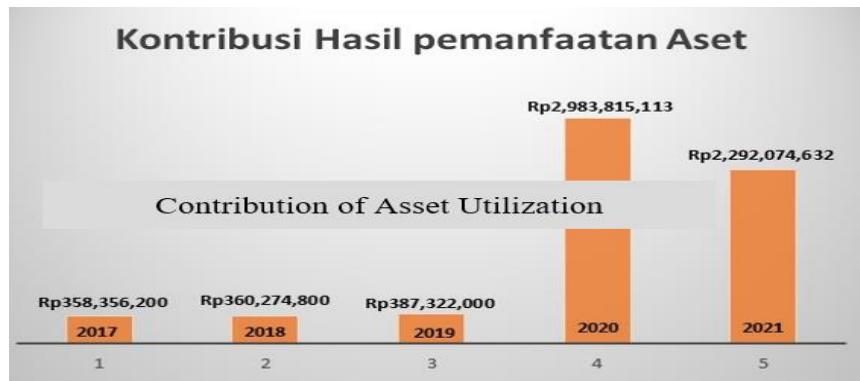 Kontribusi Hasil pemanfaatan Aset
Rp2,983,815,113
Rp2,292,074,632
Contribution of Asset Utilization
Rp358,356,200
Rp360,274,800
Rp387,322,000
2017
2018
2019
2020
2021
1
2
3
4
5